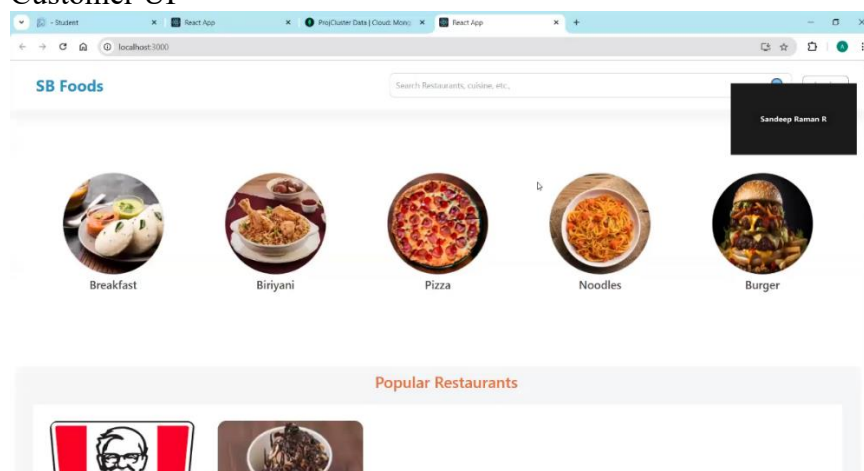 Customer UI
- Student
React App
ProjCluster Data | Cloud: Mong
React App
localhost:3000
SB Foods
Search Restaurants, cuisine, etc.,
Sandeep Raman R
Breakfast
Biriyani
Pizza
Noodles
Burger
Popular Restaurants